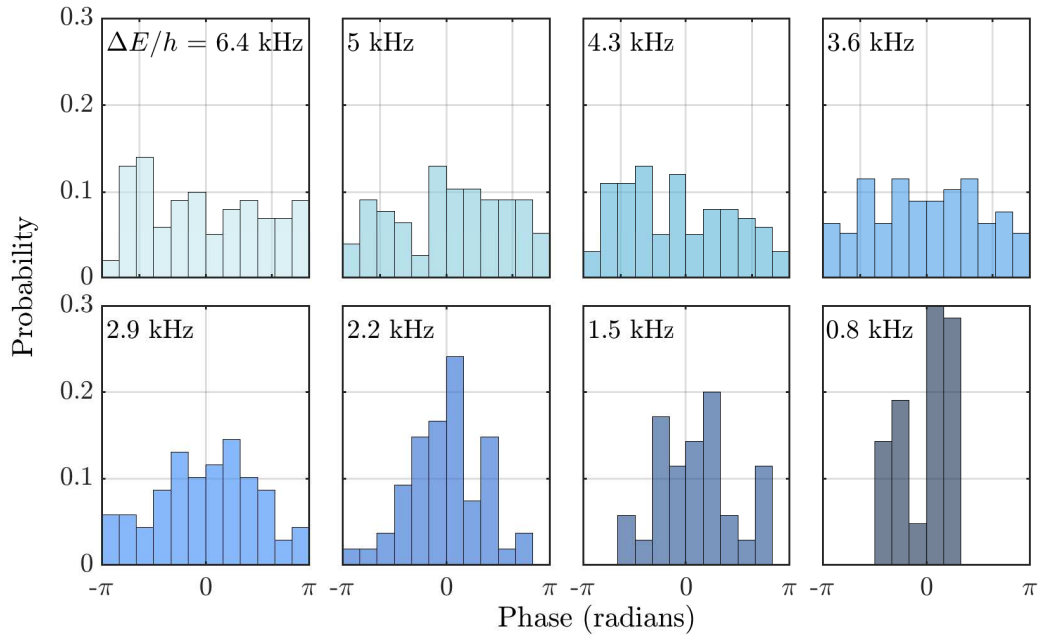 0.3
ΔE/h = 6.4 kHz
5 kHz
4.3 kHz
3.6 kHz
0.2
0.1
0
Probability
0.3
2.9 kHz
2.2 kHz
1.5 kHz
0.8 kHz
0.2
0.1
0
-π 0 π -π 0 π -π 0 π -π 0 π
Phase (radians)